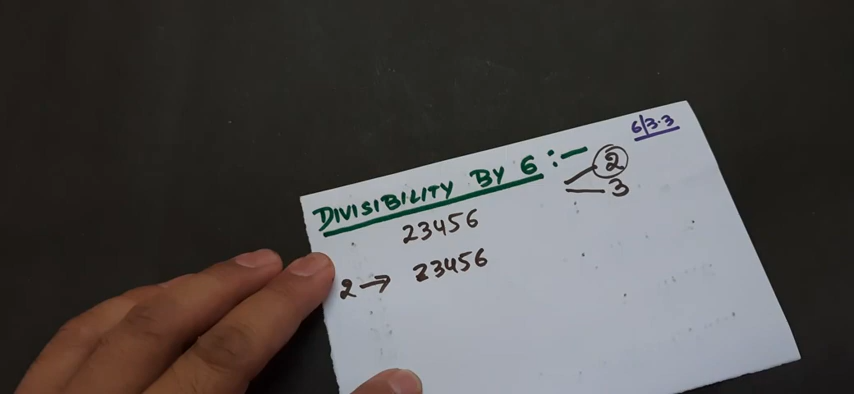 6/3.3
DIVISIBILITY BY 6 :- 2
3
23456
2 → 23456